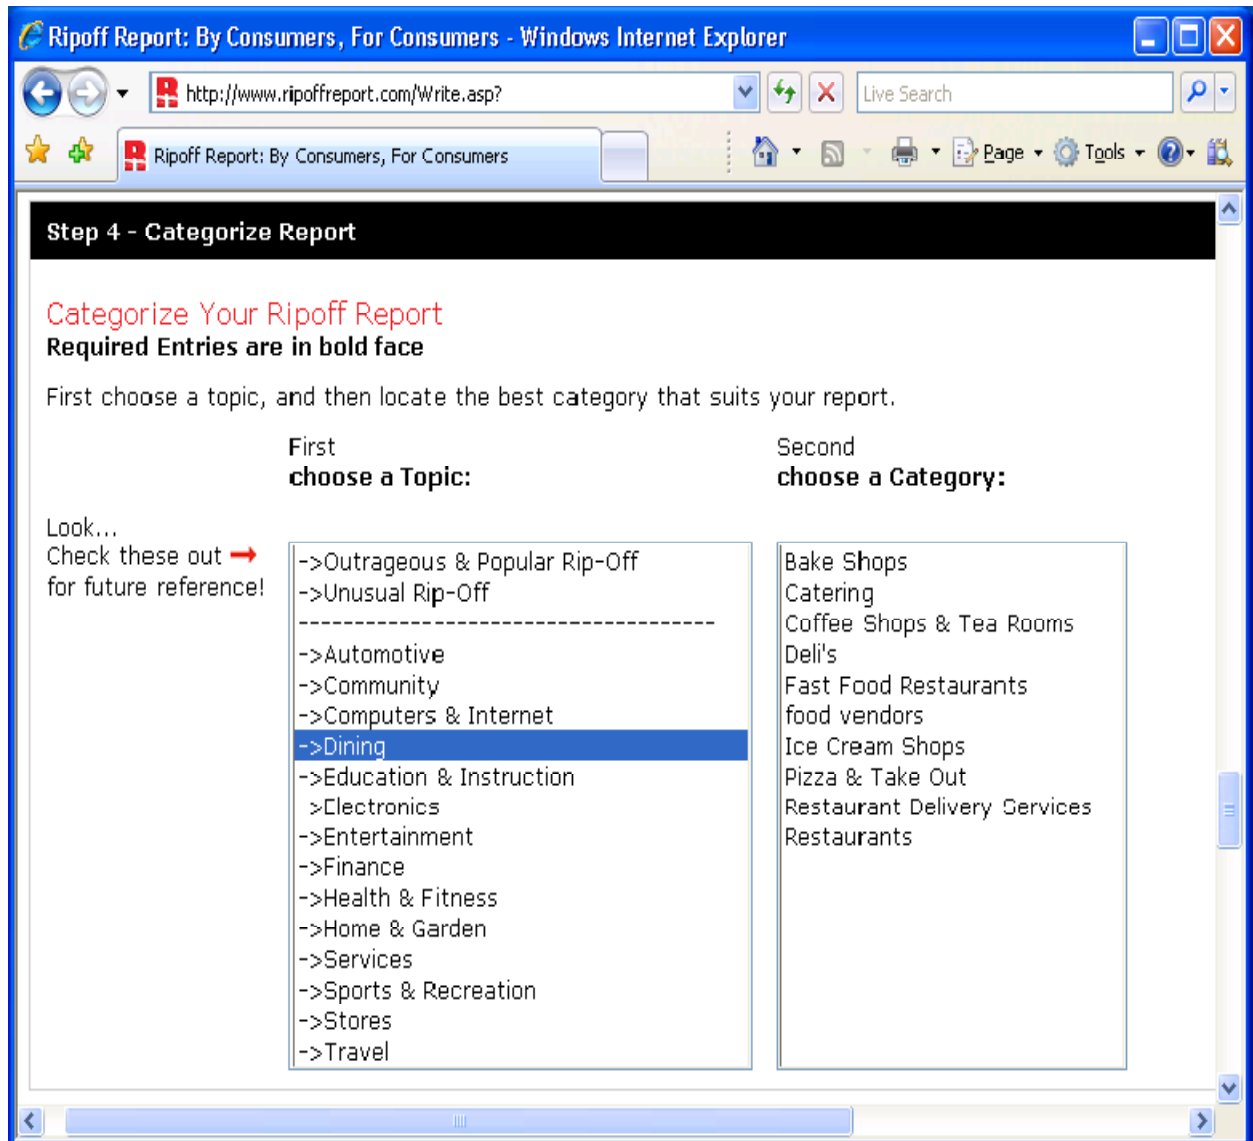 Ripoff Report: By Consumers, For Consumers - Windows Internet Explorer
http://www.ripoffreport.com/Write.asp?
Live Search
Ripoff Report: By Consumers, For Consumers
Page
Tools
Step 4 - Categorize Report
Categorize Your Ripoff Report
Required Entries are in bold face
First choose a topic, and then locate the best category that suits your report.
First
choose a Topic:
Second
choose a Category:
Look...
Check these out
for future reference!
->Outrageous & Popular Rip-Off
->Unusual Rip-Off
-------------------------------------
->Automotive
->Community
->Computers & Internet
->Dining
->Education & Instruction
>Electronics
->Entertainment
->Finance
->Health & Fitness
->Home & Garden
->Services
->Sports & Recreation
->Stores
->Travel
Bake Shops
Catering
Coffee Shops & Tea Rooms
Deli's
Fast Food Restaurants
food vendors
Ice Cream Shops
Pizza & Take Out
Restaurant Delivery Services
Restaurants